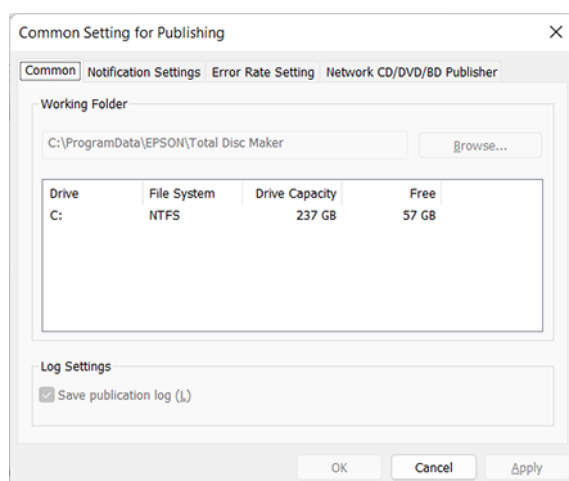 Common Setting for Publishing
Common Notification Settings Error Rate Setting Network CD/DVD/BD Publisher
Working Folder
C:\ProgramData\EPSON\Total Disc Maker Browse...
Drive File System Drive Capacity Free
C: NTFS 237 GB 57 GB
Log Settings
Save publication log (L)
OK Cancel Apply